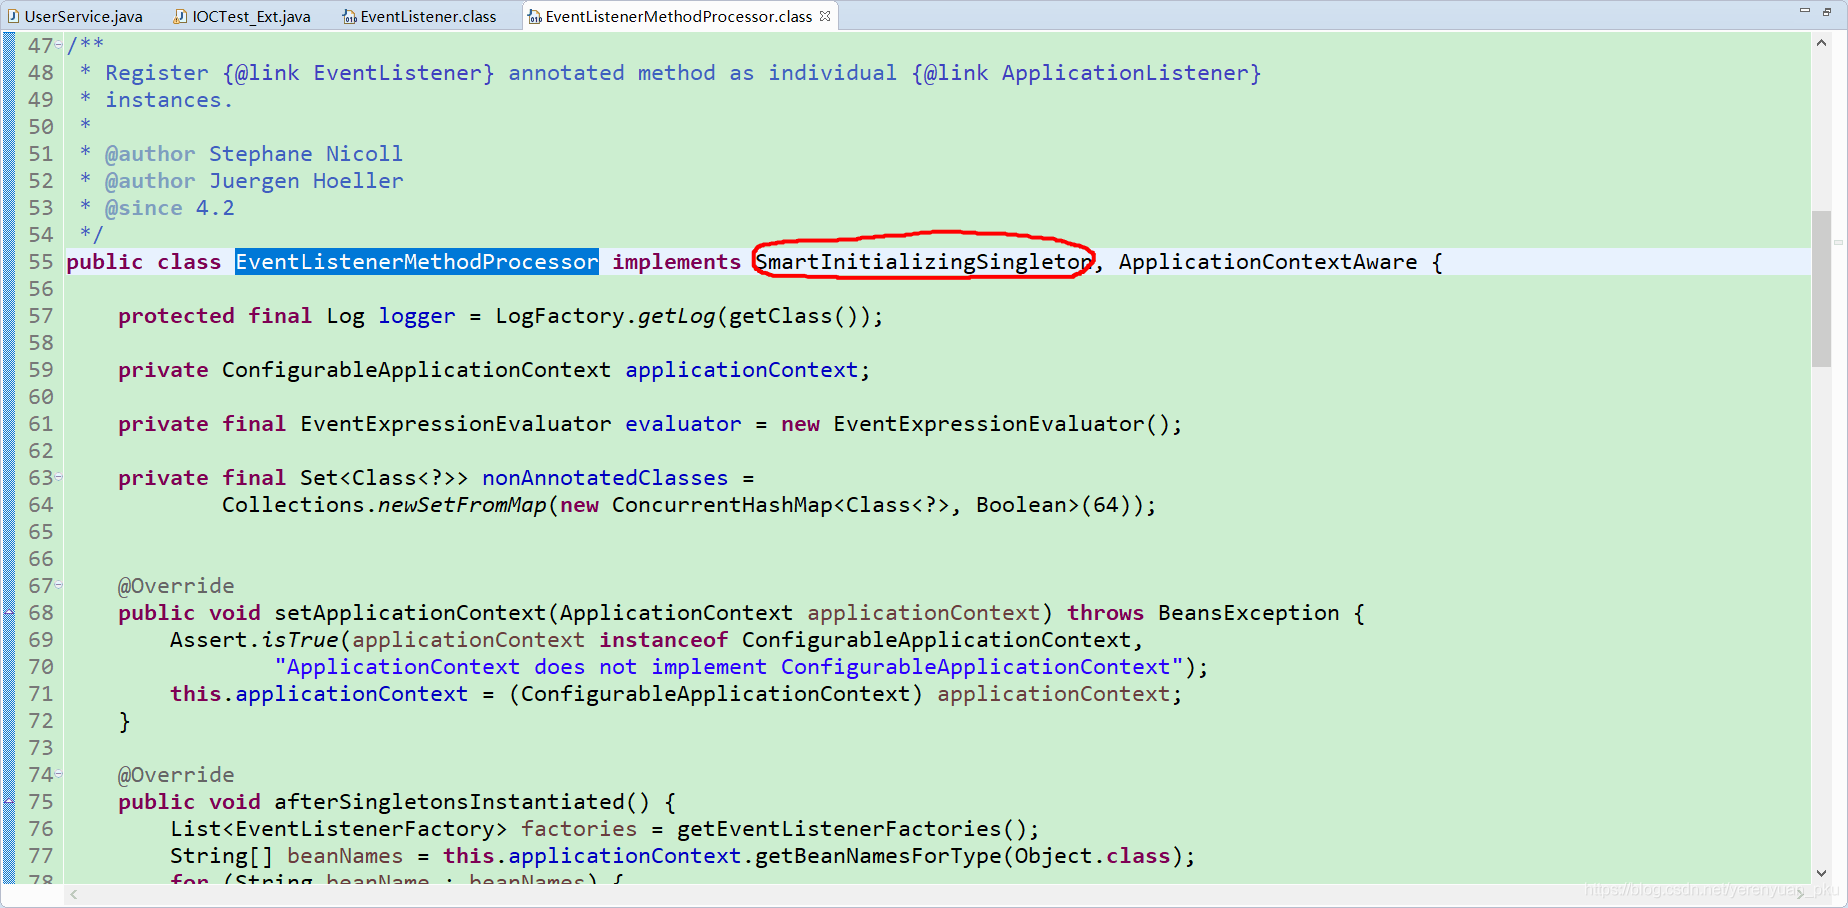 UserService.java IOCTest_Ext.java EventListener.class EventListenerMethodProcessor.class
47 /**
48  * Register {@link EventListener} annotated method as individual {@link ApplicationListener}
49  * instances.
50  *
51  * @author Stephane Nicoll
52  * @author Juergen Hoeller
53  * @since 4.2
54  */
55 public class EventListenerMethodProcessor implements SmartInitializingSingleton, ApplicationContextAware {
56
57     protected final Log logger = LogFactory.getLog(getClass());
58
59     private ConfigurableApplicationContext applicationContext;
60
61     private final EventExpressionEvaluator evaluator = new EventExpressionEvaluator();
62
63     private final Set<Class<?>> nonAnnotatedClasses =
64             Collections.newSetFromMap(new ConcurrentHashMap<Class<?>, Boolean>(64));
65
66
67     @Override
68     public void setApplicationContext(ApplicationContext applicationContext) throws BeansException {
69         Assert.isTrue(applicationContext instanceof ConfigurableApplicationContext,
70                 "ApplicationContext does not implement ConfigurableApplicationContext");
71         this.applicationContext = (ConfigurableApplicationContext) applicationContext;
72     }
73
74     @Override
75     public void afterSingletonsInstantiated() {
76         List<EventListenerFactory> factories = getEventListenerFactories();
77         String[] beanNames = this.applicationContext.getBeanNamesForType(Object.class);
78         for (String beanName : beanNames) {
https://blog.csdn.net/yerenyuan_pku